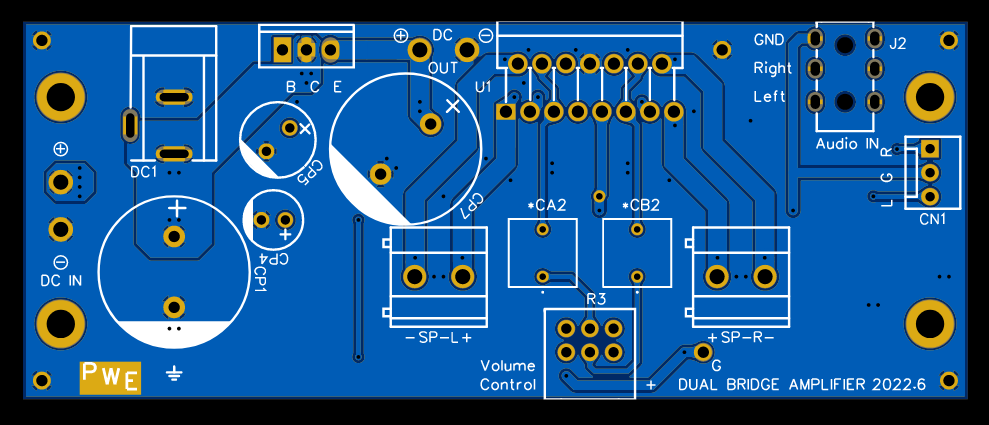 ⊕ DC ⊖
OUT
B C E
U1
GND
J2
Right
Left
Audio IN
DC1
⊕
⊖
DC IN
CP5
CP7
+
CP4
+
CP1
*CA2
*CB2
R
G
L
CN1
R3
-SP-L+
+SP-R-
Volume
Control
+
G
PWE
DUAL BRIDGE AMPLIFIER 2022.6